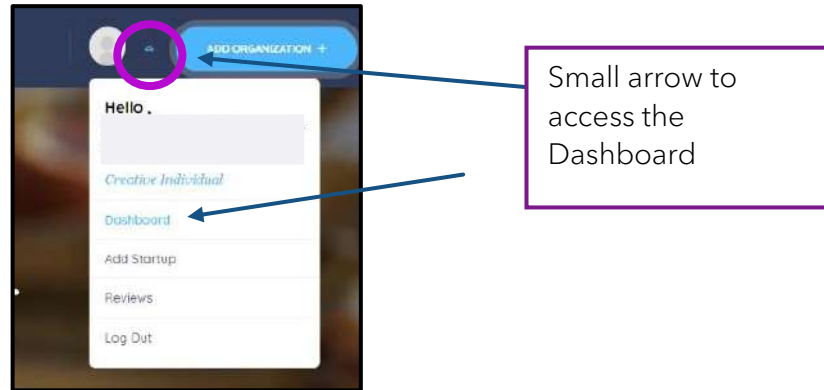 ADD ORGANIZATION +
Hello .
Creative Individual
Dashboard
Add Startup
Reviews
Log Out
Small arrow to
access the
Dashboard